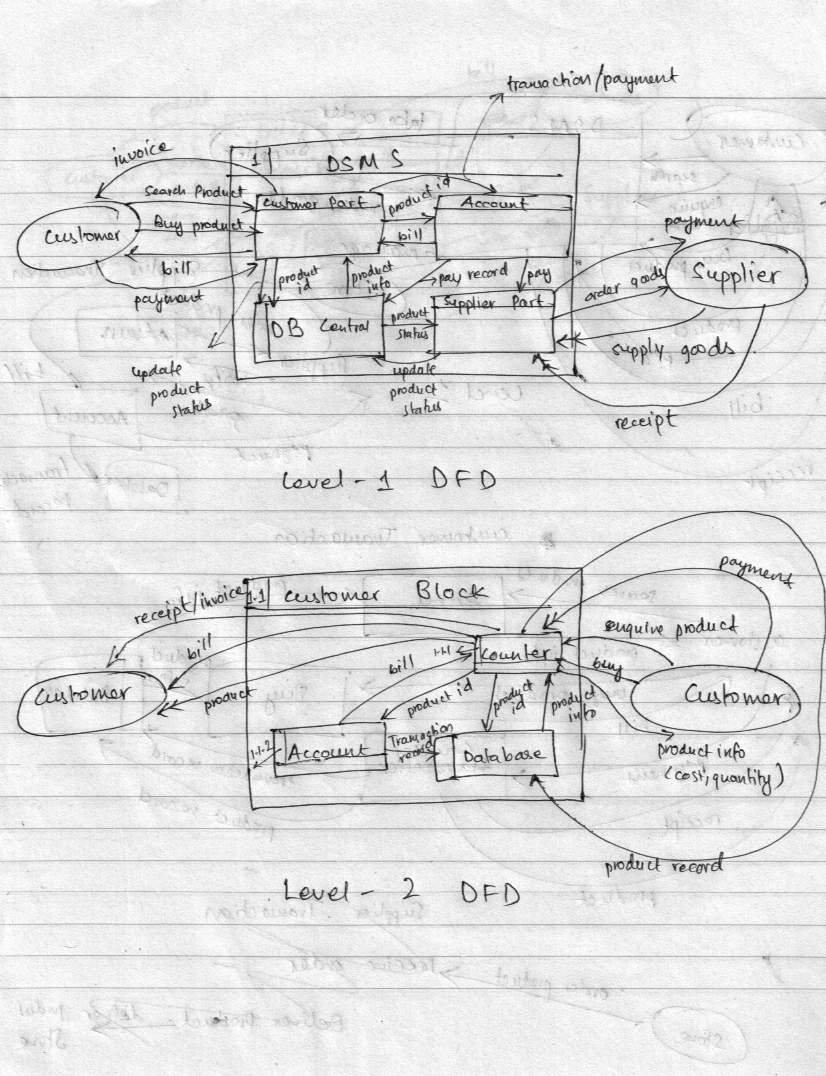 transaction/payment
invoice
1
DSMS
Search Product
Customer Part
product id
Account
Customer
Buy product
bill
payment
Supplier
bill
product
id
product
info
pay record
pay
order goods
payment
Supplier Part
DB Central
product
status
supply goods
update
product
status
update
product
status
receipt
Level - 1 DFD
payment
receipt/invoice
1.1
Customer Block
enquire product
bill
1.1.1
Counter
bill
buy
Customer
product
product id
product
id
product
info
Customer
1.1.2
Account
Transaction
record
Database
product info
(cost, quantity)
product record
Level - 2 DFD